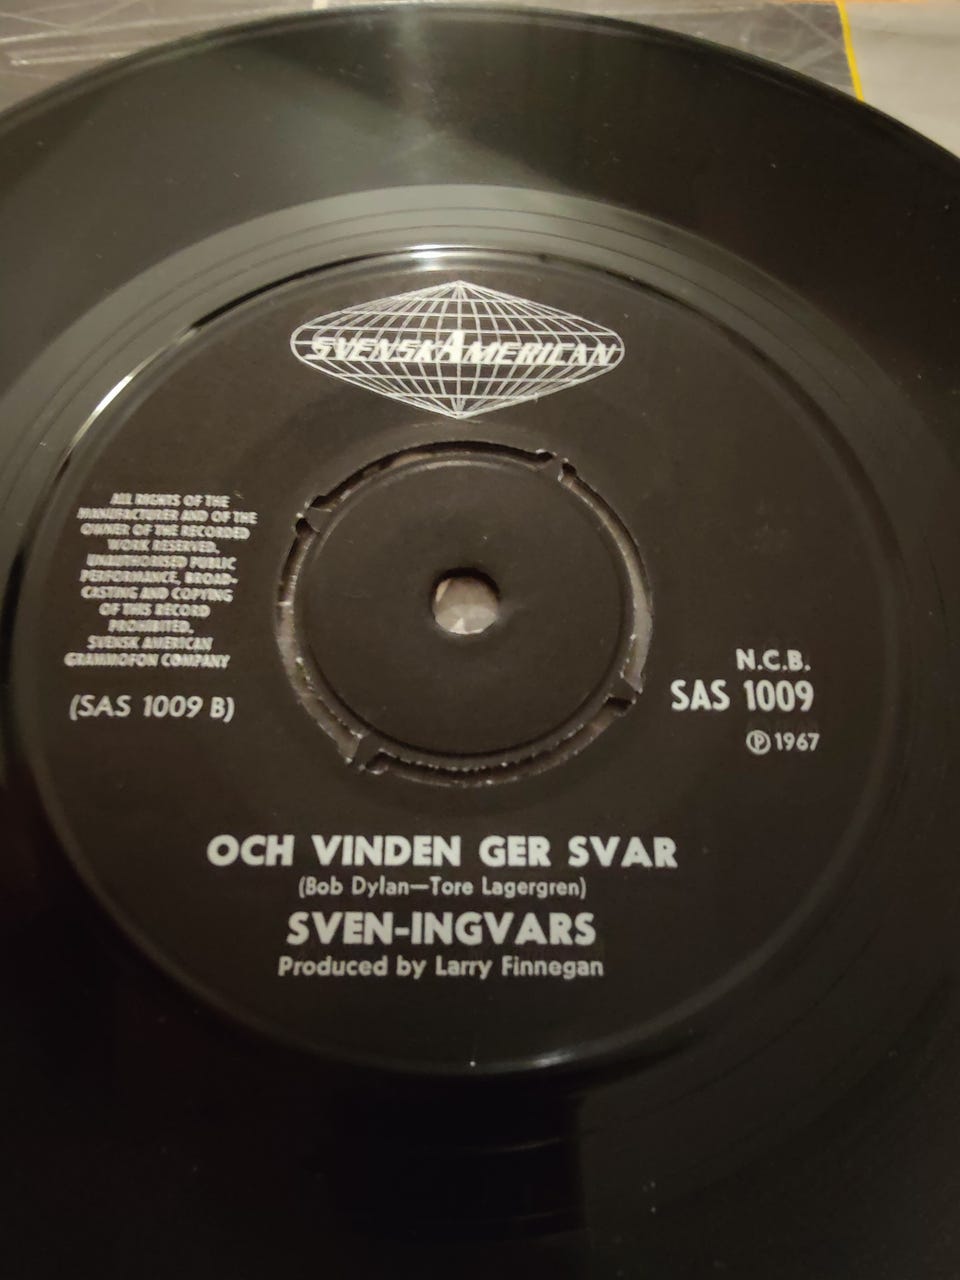 SVENSKAMERICAN
ALL RIGHTS OF THE
MANUFACTURER AND OF THE
OWNER OF THE RECORDED
WORK RESERVED.
UNAUTHORISED PUBLIC
PERFORMANCE, BROAD-
CASTING AND COPYING
OF THIS RECORD
PROHIBITED.
SVENSK AMERICAN
GRAMMOFON COMPANY
(SAS 1009 B)
N.C.B.
SAS 1009
℗ 1967
OCH VINDEN GER SVAR
(Bob Dylan—Tore Lagergren)
SVEN-INGVARS
Produced by Larry Finnegan